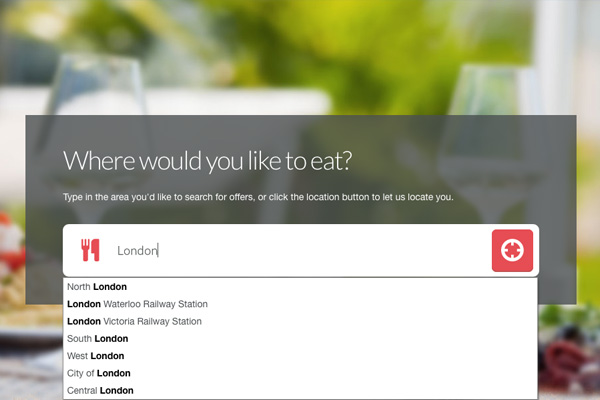 Where would you like to eat?
Type in the area you'd like to search for offers, or click the location button to let us locate you.
London
North London
London Waterloo Railway Station
London Victoria Railway Station
South London
West London
City of London
Central London